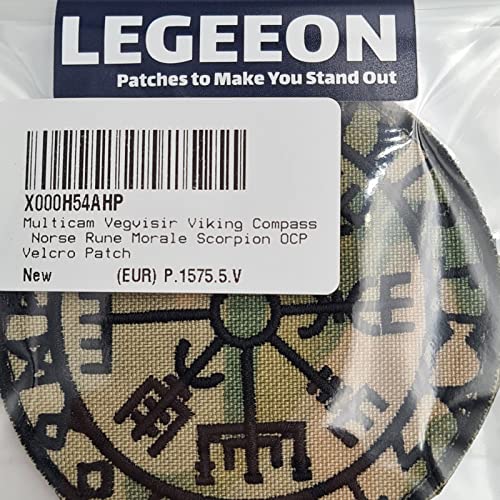 LEGEEON
Patches to Make You Stand Out
X000H54AHP
Multicam Vegvisir Viking Compass
Norse Rune Morale Scorpion OCP
Velcro Patch
New (EUR) P.1575.5.V